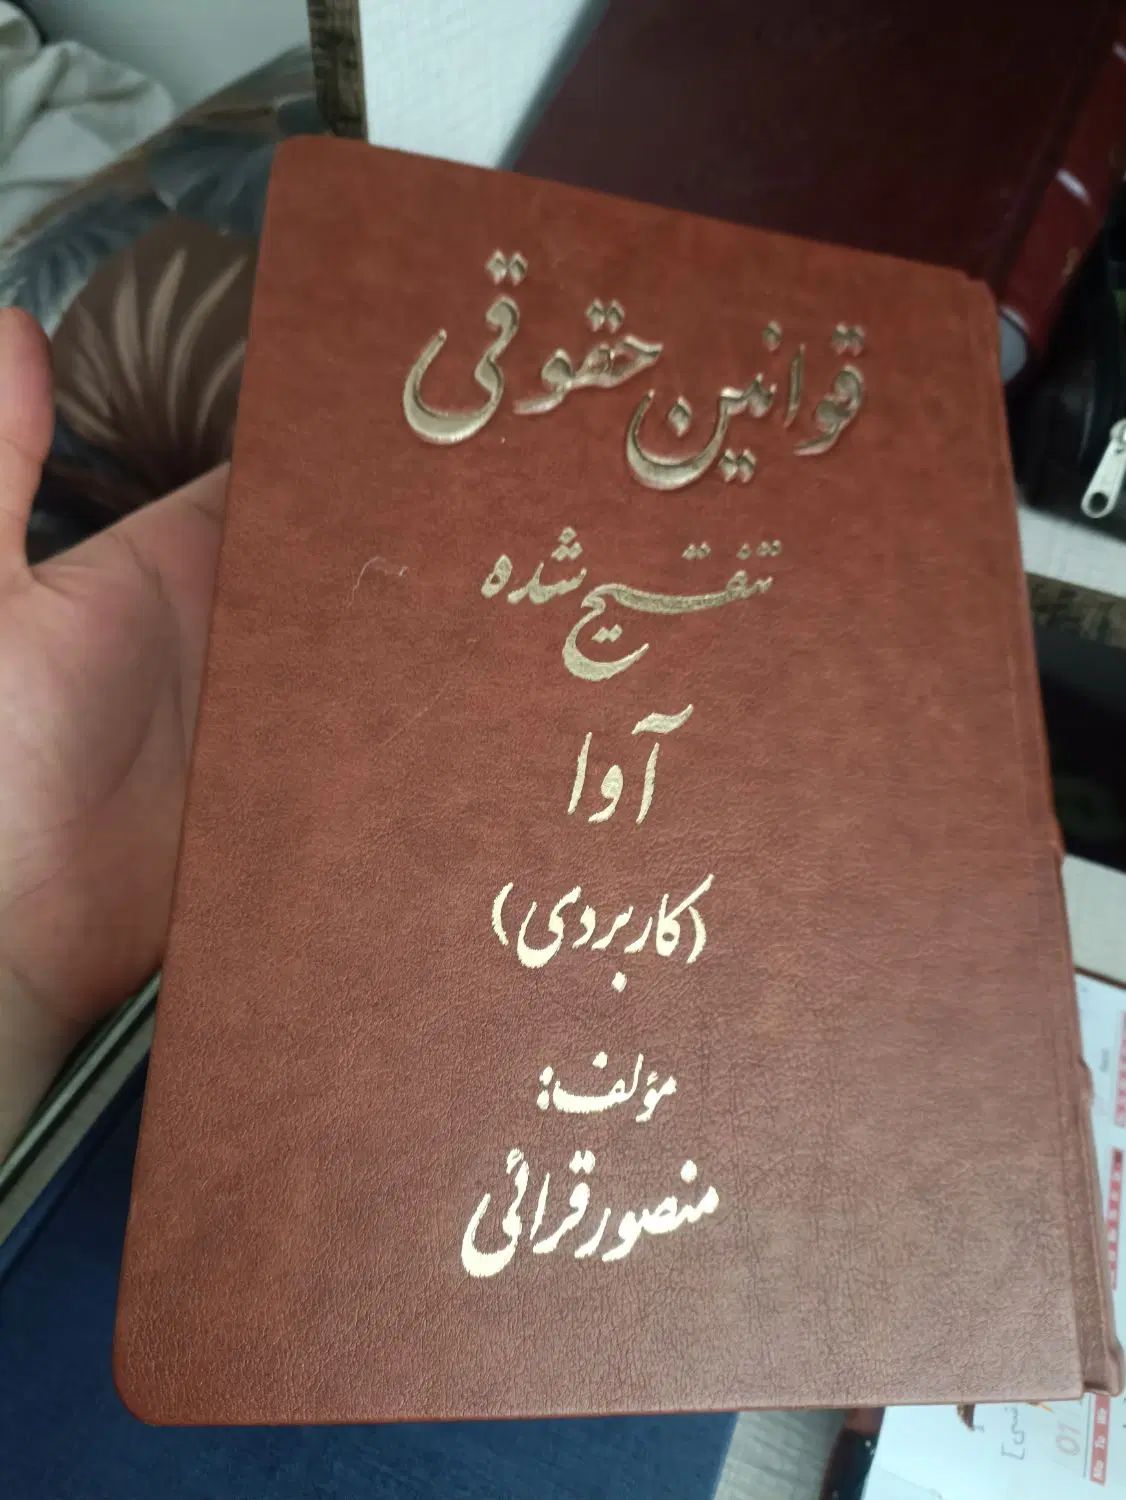 قوانین حقوقی
تنقیح شده
آوا
(کاربردی)
مؤلف:
منصور قرائی